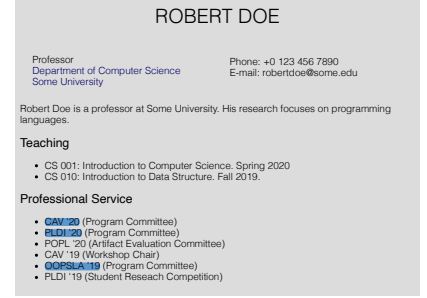 ROBERT DOE
Professor
Department of Computer Science
Some University
Phone: +0 123 456 7890
E-mail: robertdoe@some.edu
Robert Doe is a professor at Some University. His research focuses on programming
languages.
Teaching
• CS 001: Introduction to Computer Science. Spring 2020
• CS 010: Introduction to Data Structure. Fall 2019.
Professional Service
• CAV '20 (Program Committee)
• PLDI '20 (Program Committee)
• POPL '20 (Artifact Evaluation Committee)
• CAV '19 (Workshop Chair)
• OOPSLA '19 (Program Committee)
• PLDI '19 (Student Reseach Competition)